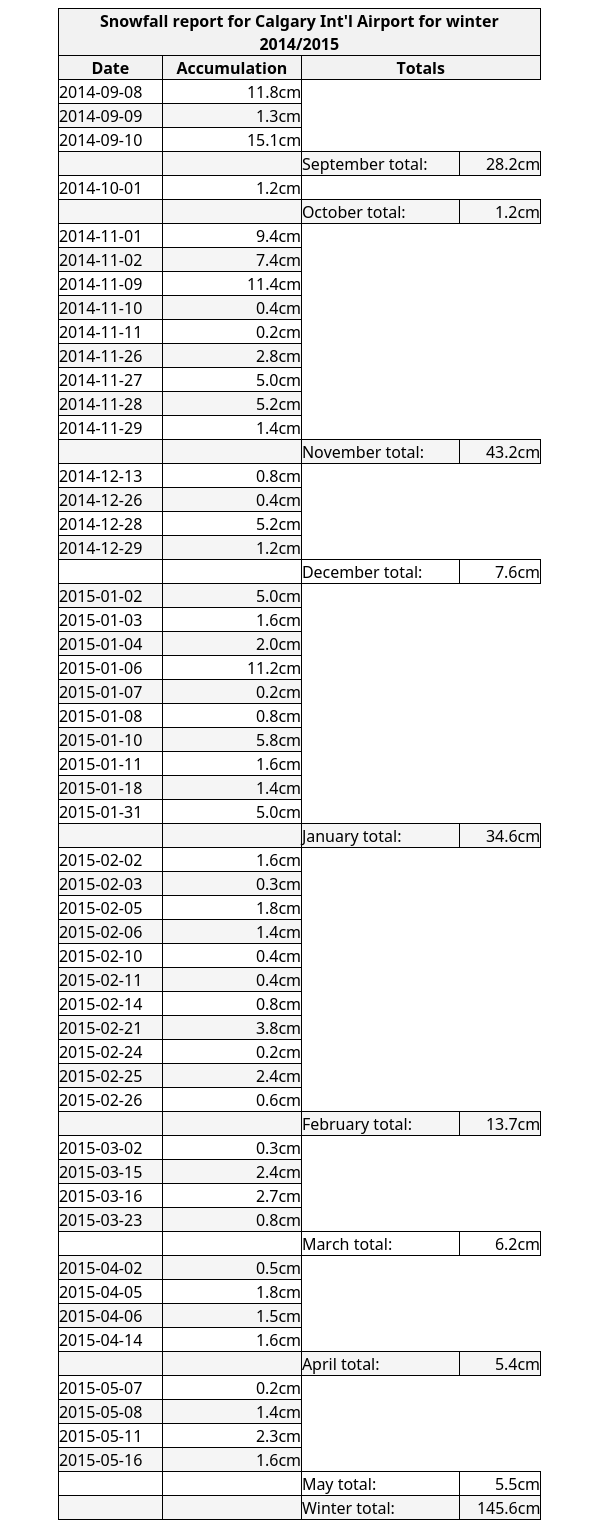 Snowfall report for Calgary Int'l Airport for winter
2014/2015
Date Accumulation Totals
2014-09-08 11.8cm
2014-09-09 1.3cm
2014-09-10 15.1cm
September total: 28.2cm
2014-10-01 1.2cm
October total: 1.2cm
2014-11-01 9.4cm
2014-11-02 7.4cm
2014-11-09 11.4cm
2014-11-10 0.4cm
2014-11-11 0.2cm
2014-11-26 2.8cm
2014-11-27 5.0cm
2014-11-28 5.2cm
2014-11-29 1.4cm
November total: 43.2cm
2014-12-13 0.8cm
2014-12-26 0.4cm
2014-12-28 5.2cm
2014-12-29 1.2cm
December total: 7.6cm
2015-01-02 5.0cm
2015-01-03 1.6cm
2015-01-04 2.0cm
2015-01-06 11.2cm
2015-01-07 0.2cm
2015-01-08 0.8cm
2015-01-10 5.8cm
2015-01-11 1.6cm
2015-01-18 1.4cm
2015-01-31 5.0cm
January total: 34.6cm
2015-02-02 1.6cm
2015-02-03 0.3cm
2015-02-05 1.8cm
2015-02-06 1.4cm
2015-02-10 0.4cm
2015-02-11 0.4cm
2015-02-14 0.8cm
2015-02-21 3.8cm
2015-02-24 0.2cm
2015-02-25 2.4cm
2015-02-26 0.6cm
February total: 13.7cm
2015-03-02 0.3cm
2015-03-15 2.4cm
2015-03-16 2.7cm
2015-03-23 0.8cm
March total: 6.2cm
2015-04-02 0.5cm
2015-04-05 1.8cm
2015-04-06 1.5cm
2015-04-14 1.6cm
April total: 5.4cm
2015-05-07 0.2cm
2015-05-08 1.4cm
2015-05-11 2.3cm
2015-05-16 1.6cm
May total: 5.5cm
Winter total: 145.6cm